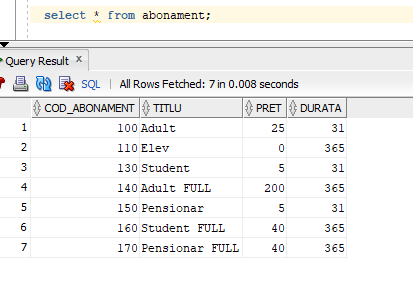 select * from abonament;
Query Result x
SQL | All Rows Fetched: 7 in 0.008 seconds
COD_ABONAMENT TITLU PRET DURATA
1 100 Adult 25 31
2 110 Elev 0 365
3 130 Student 5 31
4 140 Adult FULL 200 365
5 150 Pensionar 5 31
6 160 Student FULL 40 365
7 170 Pensionar FULL 40 365